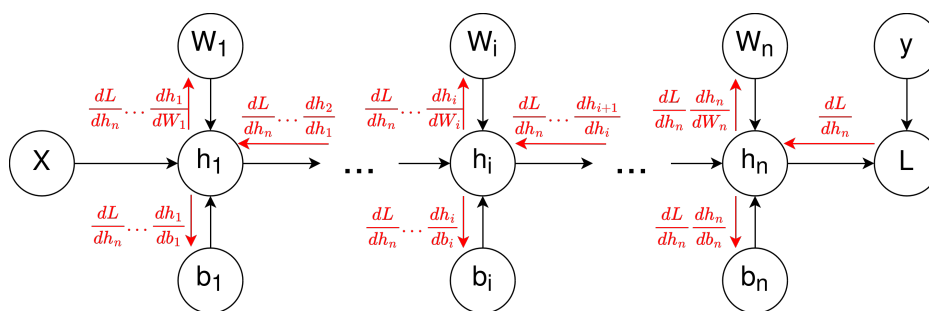 W₁ Wᵢ Wₙ y
dL/dhₙ ⋯ dh₁/dW₁ dL/dhₙ ⋯ dh₂/dh₁ dL/dhₙ ⋯ dhᵢ/dWᵢ dL/dhₙ ⋯ dhᵢ₊₁/dhᵢ dL/dhₙ dhₙ/dWₙ dL/dhₙ
X h₁ ... hᵢ ... hₙ L
dL/dhₙ ⋯ dh₁/db₁ dL/dhₙ ⋯ dhᵢ/dbᵢ dL/dhₙ dhₙ/dbₙ
b₁ bᵢ bₙ